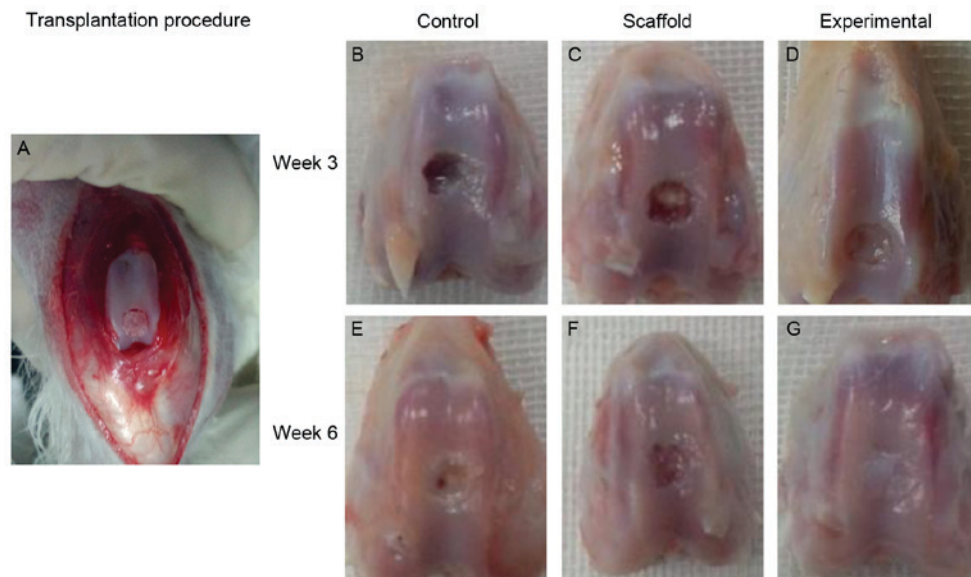 Transplantation procedure
Control
Scaffold
Experimental
A
Week 3
B
C
D
Week 6
E
F
G